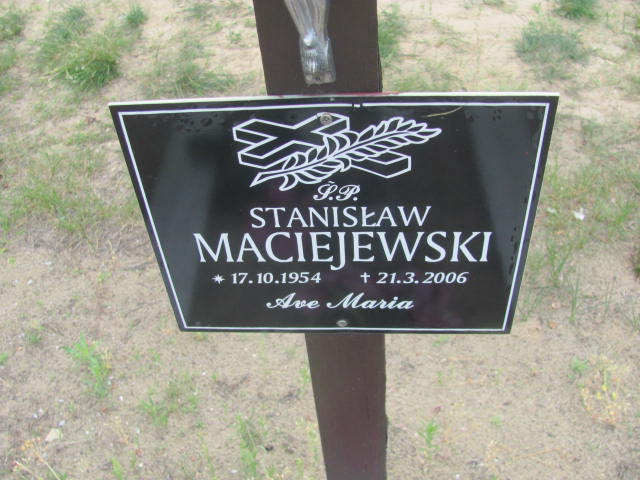 Ś.P.
STANISŁAW
MACIEJEWSKI
* 17.10.1954 † 21.3.2006
Ave Maria